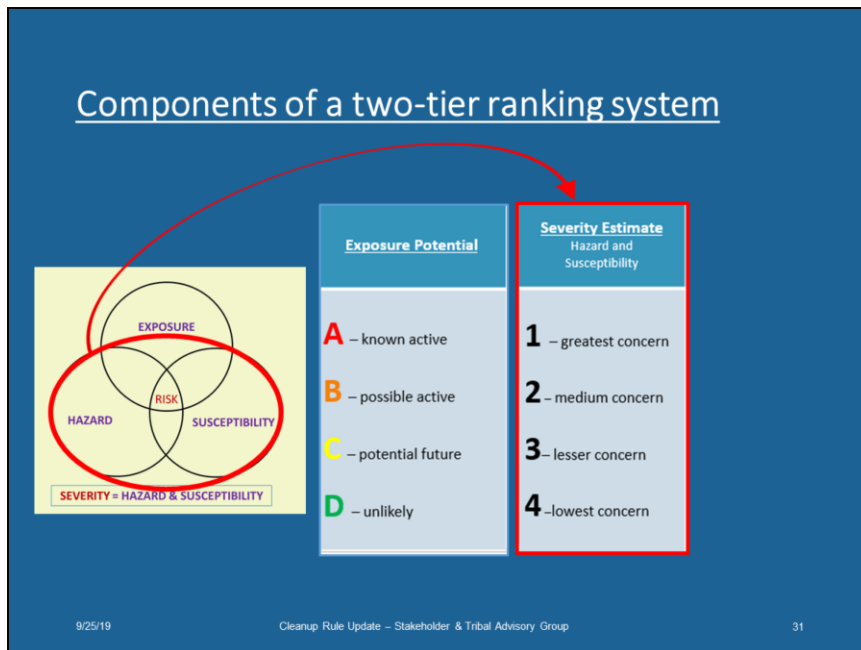 Components of a two-tier ranking system
EXPOSURE
RISK
HAZARD
SUSCEPTIBILITY
SEVERITY = HAZARD & SUSCEPTIBILITY
Exposure Potential
A – known active
B – possible active
C – potential future
D – unlikely
Severity Estimate
Hazard and
Susceptibility
1 – greatest concern
2 – medium concern
3– lesser concern
4 –lowest concern
9/25/19
Cleanup Rule Update – Stakeholder & Tribal Advisory Group
31